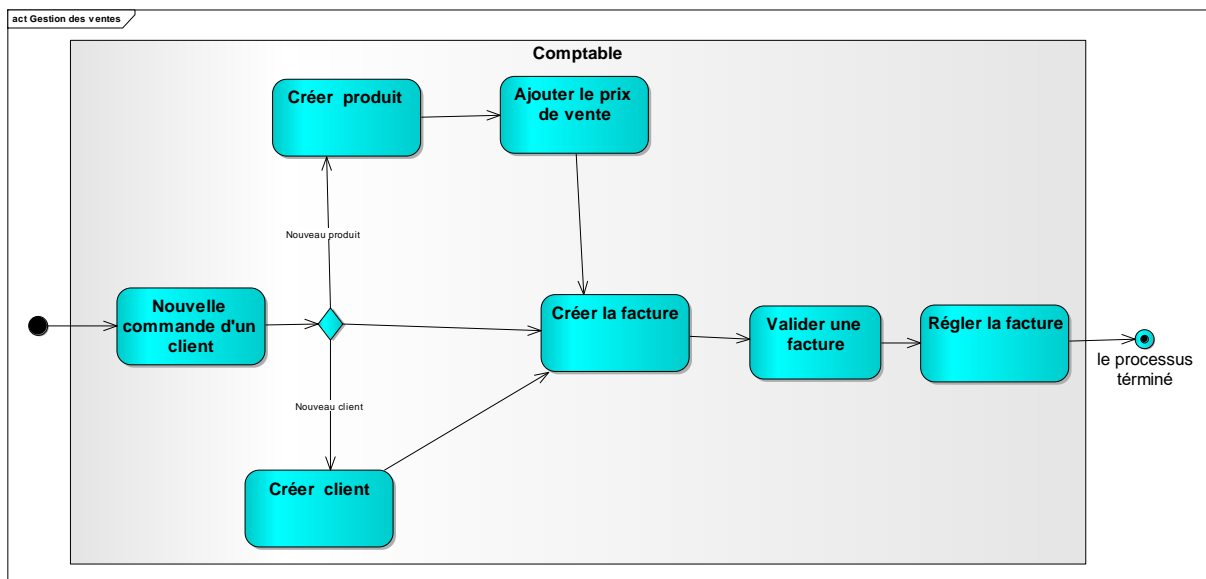 act Gestion des ventes
Comptable
Créer produit
Ajouter le prix
de vente
Nouveau produit
Nouvelle
commande d'un
client
Créer la facture
Valider une
facture
Régler la facture
le processus
términé
Nouveau client
Créer client